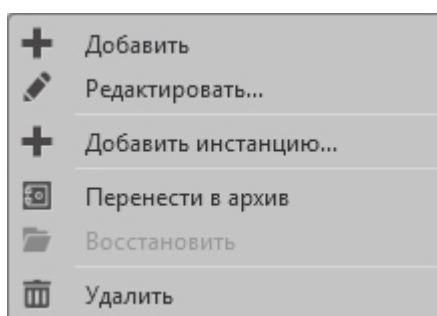 Добавить
Редактировать...
Добавить инстанцию...
Перенести в архив
Восстановить
Удалить